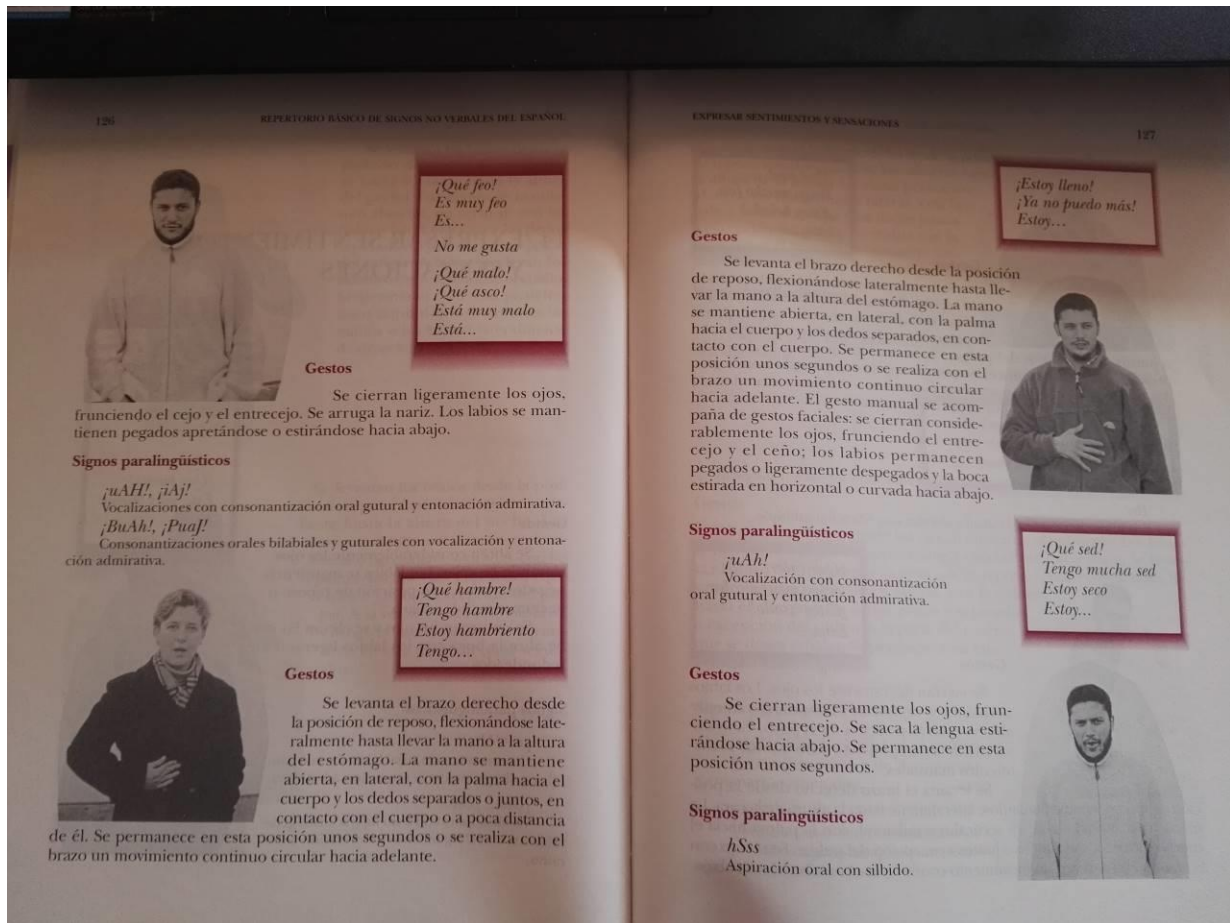 126
REPERTORIO BÁSICO DE SIGNOS NO VERBALES DEL ESPAÑOL
¡Qué feo!
Es muy feo
Es...
No me gusta
¡Qué malo!
¡Qué asco!
Está muy malo
Está...
Gestos
Se cierran ligeramente los ojos,
frunciendo el cejo y el entrecejo. Se arruga la nariz. Los labios se man-
tienen pegados apretándose o estirándose hacia abajo.
Signos paralingüísticos
¡uAH!, ¡iAj!
Vocalizaciones con consonantización oral gutural y entonación admirativa.
¡BuAh!, ¡PuaJ!
Consonantizaciones orales bilabiales y guturales con vocalización y entona-
ción admirativa.
¡Qué hambre!
Tengo hambre
Estoy hambriento
Tengo...
Gestos
Se levanta el brazo derecho desde
la posición de reposo, flexionándose late-
ralmente hasta llevar la mano a la altura
del estómago. La mano se mantiene
abierta, en lateral, con la palma hacia el
cuerpo y los dedos separados o juntos, en
contacto con el cuerpo o a poca distancia
de él. Se permanece en esta posición unos segundos o se realiza con el
brazo un movimiento continuo circular hacia adelante.
EXPRESAR SENTIMIENTOS Y SENSACIONES
127
¡Estoy lleno!
¡Ya no puedo más!
Estoy...
Gestos
Se levanta el brazo derecho desde la posición
de reposo, flexionándose lateralmente hasta lle-
var la mano a la altura del estómago. La mano
se mantiene abierta, en lateral, con la palma
hacia el cuerpo y los dedos separados, en con-
tacto con el cuerpo. Se permanece en esta
posición unos segundos o se realiza con el
brazo un movimiento continuo circular
hacia adelante. El gesto manual se acom-
paña de gestos faciales: se cierran conside-
rablemente los ojos, frunciendo el entre-
cejo y el ceño; los labios permanecen
pegados o ligeramente despegados y la boca
estirada en horizontal o curvada hacia abajo.
Signos paralingüísticos
¡uAh!
Vocalización con consonantización
oral gutural y entonación admirativa.
¡Qué sed!
Tengo mucha sed
Estoy seco
Estoy...
Gestos
Se cierran ligeramente los ojos, frun-
ciendo el entrecejo. Se saca la lengua esti-
rándose hacia abajo. Se permanece en esta
posición unos segundos.
Signos paralingüísticos
hSss
Aspiración oral con silbido.